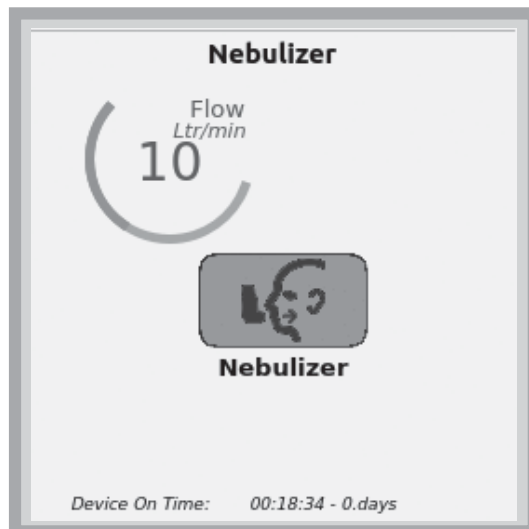 Nebulizer
Flow
Ltr/min
10
Nebulizer
Device On Time: 00:18:34 - 0.days